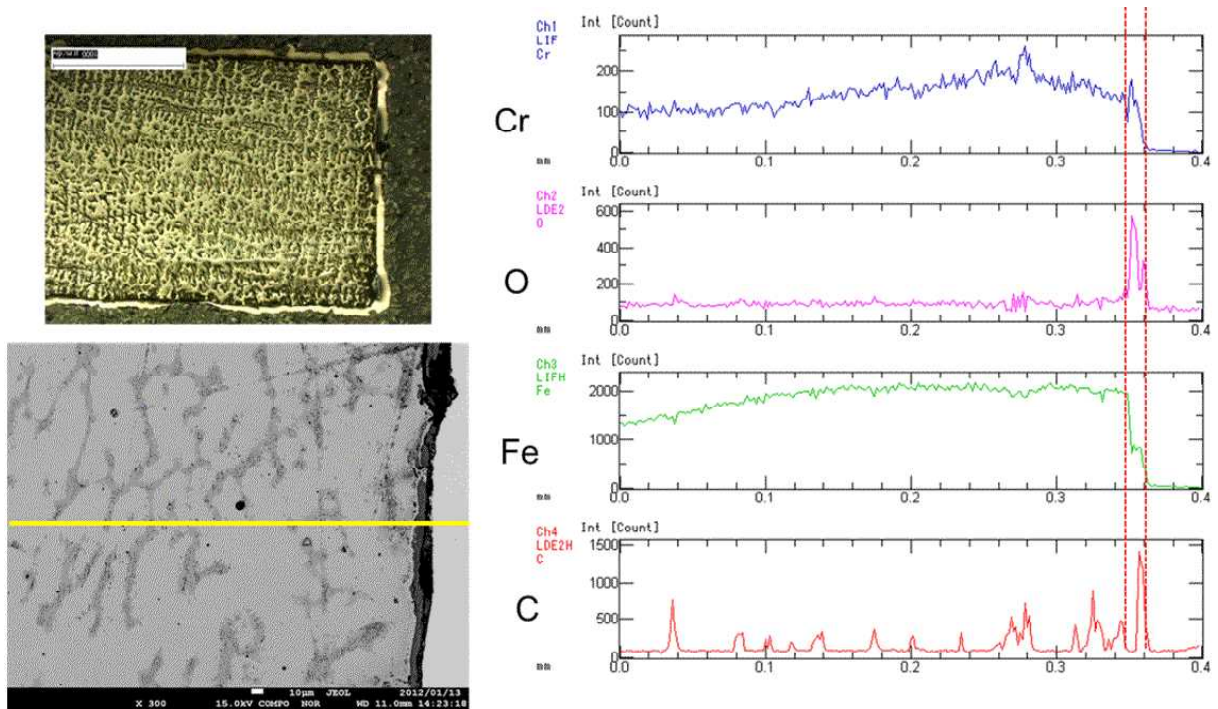 Cr
Ch1
LIF
Cr
Int [Count]
200
100
0
mm
0.0
0.1
0.2
0.3
0.4
O
Ch2
LDE2
O
Int [Count]
600
400
200
0
mm
0.0
0.1
0.2
0.3
0.4
Fe
Ch3
LIFH
Fe
Int [Count]
2000
1000
0
mm
0.0
0.1
0.2
0.3
0.4
C
Ch4
LDE2H
C
Int [Count]
1500
1000
500
0
mm
0.0
0.1
0.2
0.3
0.4
10μm JEOL 2012/01/13
X 300 15.0kV COMPO NOR WD 11.0mm 14:23:18